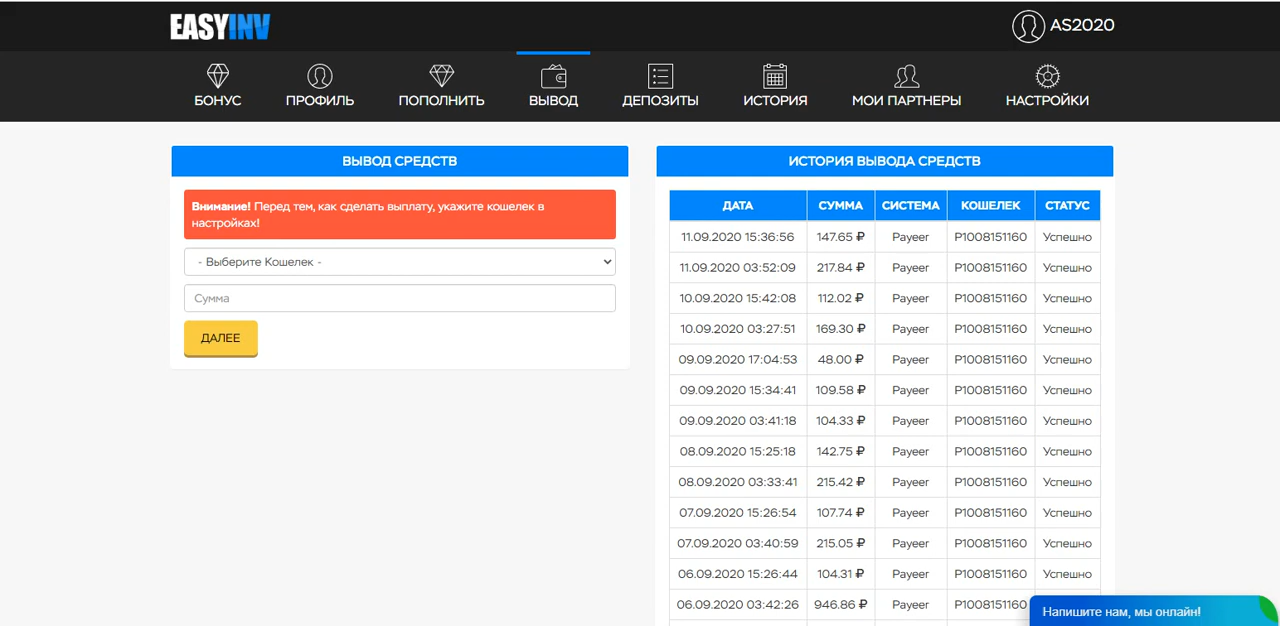 EASYINV
AS2020
БОНУС
ПРОФИЛЬ
ПОПОЛНИТЬ
ВЫВОД
ДЕПОЗИТЫ
ИСТОРИЯ
МОИ ПАРТНЕРЫ
НАСТРОЙКИ
ВЫВОД СРЕДСТВ
Внимание! Перед тем, как сделать выплату, укажите кошелек в
настройках!
- Выберите Кошелек -
Сумма
ДАЛЕЕ
ИСТОРИЯ ВЫВОДА СРЕДСТВ
ДАТА СУММА СИСТЕМА КОШЕЛЕК СТАТУС
11.09.2020 15:36:56 147.65 ₽ Payeer P1008151160 Успешно
11.09.2020 03:52:09 217.84 ₽ Payeer P1008151160 Успешно
10.09.2020 15:42:08 112.02 ₽ Payeer P1008151160 Успешно
10.09.2020 03:27:51 169.30 ₽ Payeer P1008151160 Успешно
09.09.2020 17:04:53 48.00 ₽ Payeer P1008151160 Успешно
09.09.2020 15:34:41 109.58 ₽ Payeer P1008151160 Успешно
09.09.2020 03:41:18 104.33 ₽ Payeer P1008151160 Успешно
08.09.2020 15:25:18 142.75 ₽ Payeer P1008151160 Успешно
08.09.2020 03:33:41 215.42 ₽ Payeer P1008151160 Успешно
07.09.2020 15:26:54 107.74 ₽ Payeer P1008151160 Успешно
07.09.2020 03:40:59 215.05 ₽ Payeer P1008151160 Успешно
06.09.2020 15:26:44 104.31 ₽ Payeer P1008151160 Успешно
06.09.2020 03:42:26 946.86 ₽ Payeer P1008151160
Напишите нам, мы онлайн!